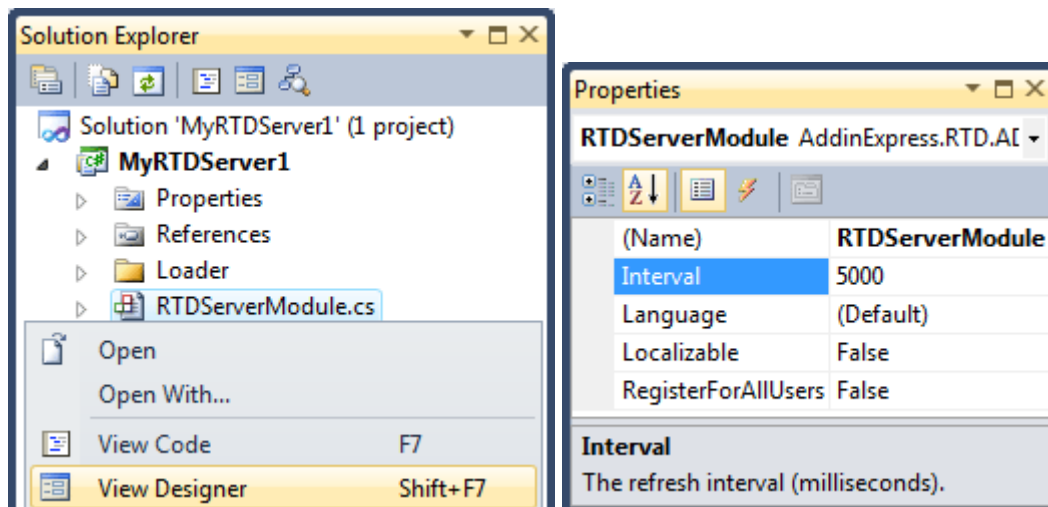 Solution Explorer
Solution 'MyRTDServer1' (1 project)
MyRTDServer1
Properties
References
Loader
RTDServerModule.cs
Open
Open With...
View Code F7
View Designer Shift+F7
Properties
RTDServerModule AddinExpress.RTD.AD
(Name) RTDServerModule
Interval 5000
Language (Default)
Localizable False
RegisterForAllUsers False
Interval
The refresh interval (milliseconds).